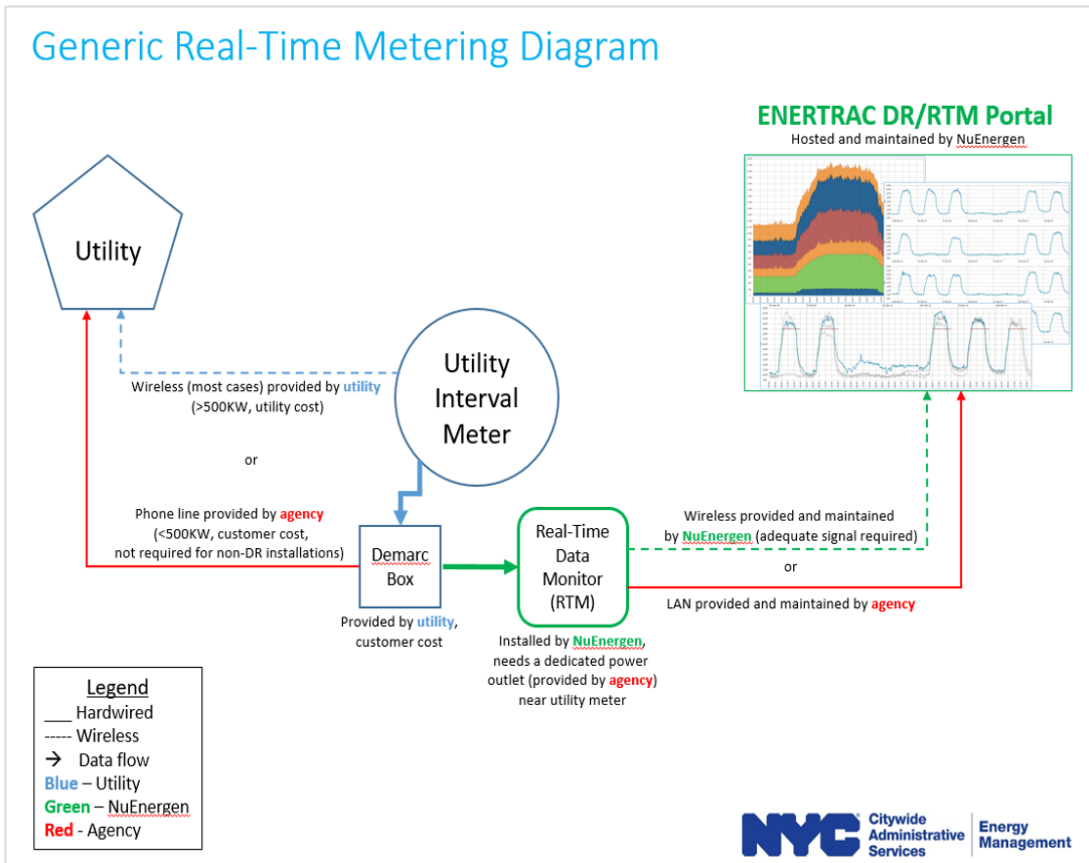 Generic Real-Time Metering Diagram
ENERTRAC DR/RTM Portal
Hosted and maintained by NuEnergen
Utility
Utility
Interval
Meter
Wireless (most cases) provided by utility
(>500KW, utility cost)
or
Phone line provided by agency
(<500KW, customer cost,
not required for non-DR installations)
Demarc
Box
Provided by utility,
customer cost
Real-Time
Data
Monitor
(RTM)
Installed by NuEnergen,
needs a dedicated power
outlet (provided by agency)
near utility meter
Wireless provided and maintained
by NuEnergen (adequate signal required)
or
LAN provided and maintained by agency
Legend
___ Hardwired
----- Wireless
→ Data flow
Blue – Utility
Green – NuEnergen
Red - Agency
NYC
Citywide
Administrative
Services
Energy
Management